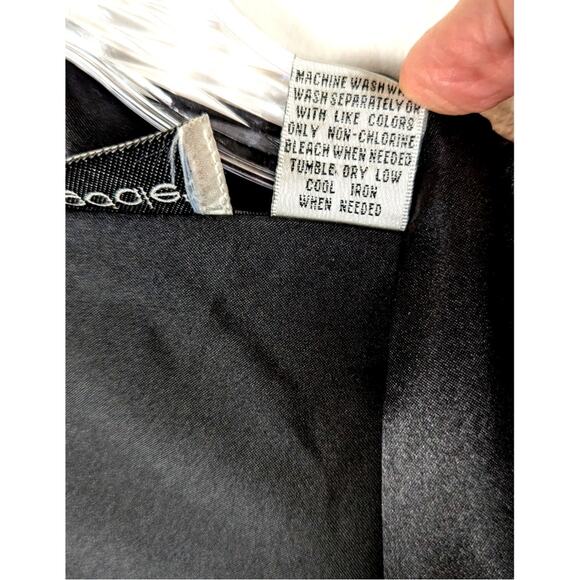 MACHINE WASH
WASH SEPARATELY OR
WITH LIKE COLORS
ONLY NON-CHLORINE
BLEACH WHEN NEEDED
TUMBLE DRY LOW
COOL IRON
WHEN NEEDED